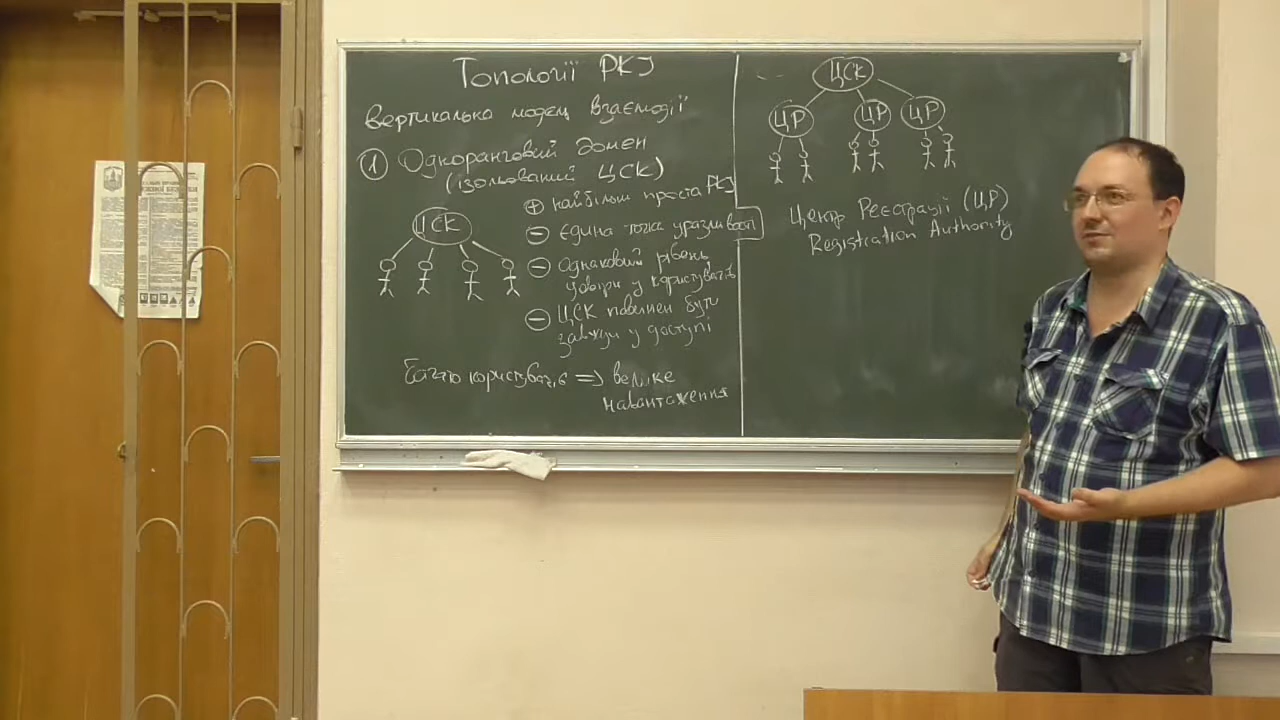 Топології PKI
вертикальна модель взаємодії
① Одноранговий домен
(ізольований ЦСК)
ЦСК
⊕ найбільш проста PKI
⊖ єдина точка уразливості
⊖ однаковий рівень
довіри у користувачів
⊖ ЦСК повинен бути
завжди у доступі
Багато користувачів => велике
навантаження
ЦСК
ЦР ЦР ЦР
Центр Реєстрації (ЦР)
Registration Authority